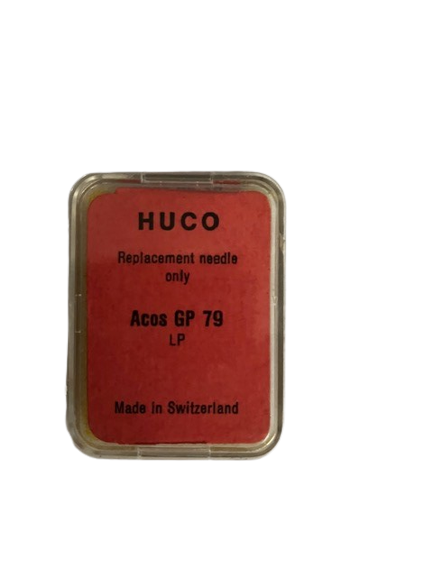 HUCO
Replacement needle
only
Acos GP 79
LP
Made in Switzerland